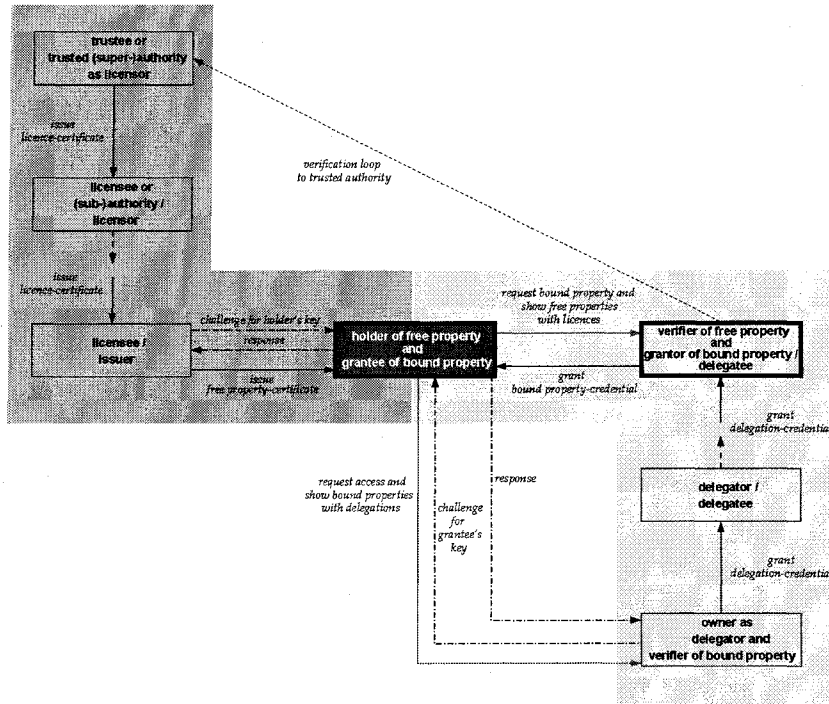 trustee or
trusted (super-)authority
as licensor
issue
licence-certificate
verification loop
to trusted authority
licensee or
(sub-)authority /
licensor
issue
licence-certificate
request bound property and
show free properties
with licences
challenge for holder's key
licensee /
issuer
response
holder of free property
and
grantee of bound property
verifier of free property
and
grantor of bound property /
delegatee
issue
free property-certificate
grant
bound property-credential
grant
delegation-credential
request access and
show bound properties
with delegations
response
challenge
for
grantee's
key
delegator /
delegatee
grant
delegation-credential
owner as
delegator and
verifier of bound property